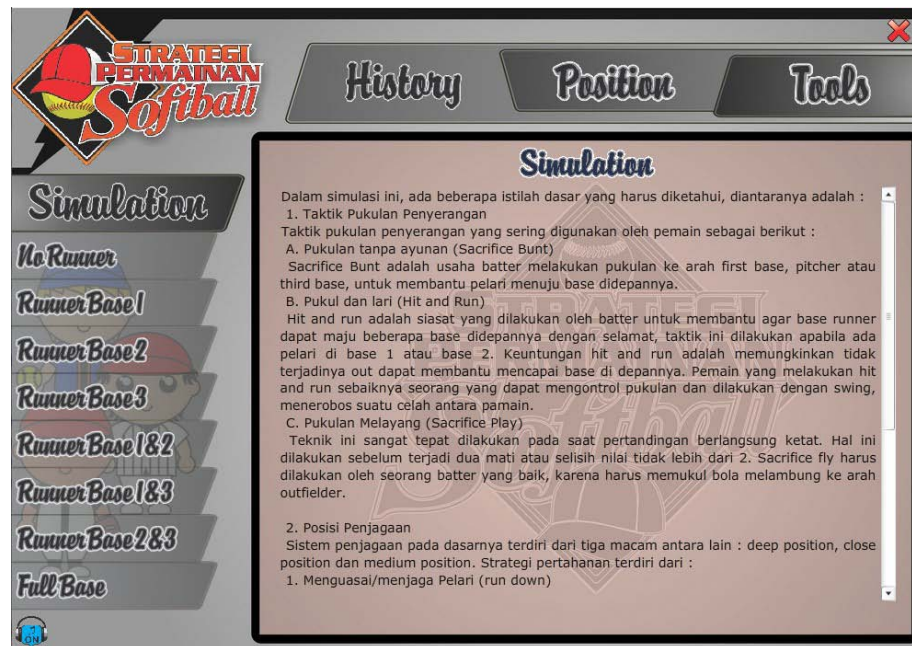 STRATEGI
PERMAINAN
Softball
History
Position
Tools
Simulation
No Runner
Runner Base 1
Runner Base 2
Runner Base 3
Runner Base 1&2
Runner Base 1&3
Runner Base 2&3
Full Base
ON
Simulation
Dalam simulasi ini, ada beberapa istilah dasar yang harus diketahui, diantaranya adalah :
1. Taktik Pukulan Penyerangan
Taktik pukulan penyerangan yang sering digunakan oleh pemain sebagai berikut :
A. Pukulan tanpa ayunan (Sacrifice Bunt)
Sacrifice Bunt adalah usaha batter melakukan pukulan ke arah first base, pitcher atau
third base, untuk membantu pelari menuju base didepannya.
B. Pukul dan lari (Hit and Run)
Hit and run adalah siasat yang dilakukan oleh batter untuk membantu agar base runner
dapat maju beberapa base didepannya dengan selamat, taktik ini dilakukan apabila ada
pelari di base 1 atau base 2. Keuntungan hit and run adalah memungkinkan tidak
terjadinya out dapat membantu mencapai base di depannya. Pemain yang melakukan hit
and run sebaiknya seorang yang dapat mengontrol pukulan dan dilakukan dengan swing,
menerobos suatu celah antara pamain.
C. Pukulan Melayang (Sacrifice Play)
Teknik ini sangat tepat dilakukan pada saat pertandingan berlangsung ketat. Hal ini
dilakukan sebelum terjadi dua mati atau selisih nilai tidak lebih dari 2. Sacrifice fly harus
dilakukan oleh seorang batter yang baik, karena harus memukul bola melambung ke arah
outfielder.
2. Posisi Penjagaan
Sistem penjagaan pada dasarnya terdiri dari tiga macam antara lain : deep position, close
position dan medium position. Strategi pertahanan terdiri dari :
1. Menguasai/menjaga Pelari (run down)
STRATEGI
PERMAINAN
Softball